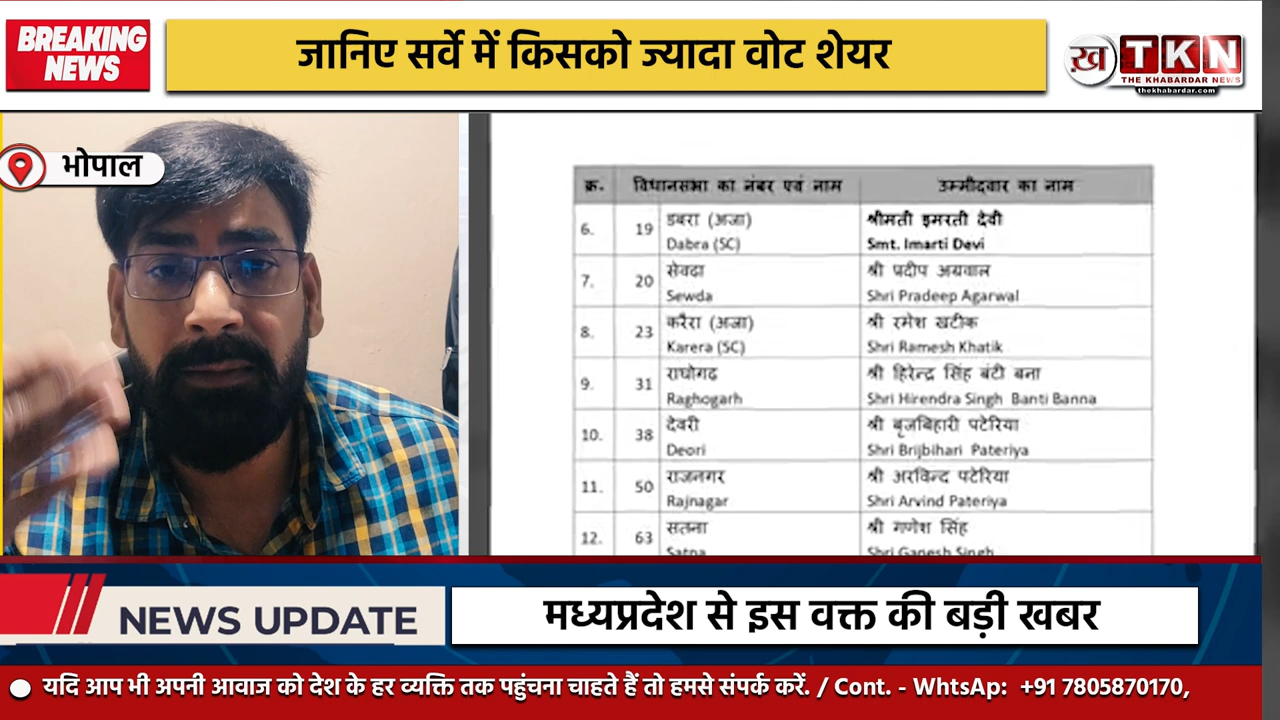 BREAKING
NEWS
जानिए सर्वे में किसको ज्यादा वोट शेयर
ख़ TKN
THE KHABARDAR NEWS
thekhabardar.com
भोपाल
क्र. विधानसभा का नंबर एवं नाम उम्मीदवार का नाम
6. 19 डबरा (अजा) श्रीमती इमरती देवी
Dabra (SC) Smt. Imarti Devi
7. 20 सेवढा श्री प्रदीप अग्रवाल
Sewda Shri Pradeep Agarwal
8. 23 करैरा (अजा) श्री रमेश खटीक
Karera (SC) Shri Ramesh Khatik
9. 31 राघोगढ़ श्री हिरेन्द्र सिंह बंटी बना
Raghogarh Shri Hirendra Singh Banti Banna
10. 38 देवरी श्री बृजबिहारी पटेरिया
Deori Shri Brijbihari Pateriya
11. 50 राजनगर श्री अरविन्द पटेरिया
Rajnagar Shri Arvind Pateriya
12. 63 सतना श्री गणेश सिंह
Satna Shri Ganesh Singh
NEWS UPDATE
मध्यप्रदेश से इस वक्त की बड़ी खबर
यदि आप भी अपनी आवाज को देश के हर व्यक्ति तक पहुंचना चाहते हैं तो हमसे संपर्क करें. / Cont. - WhtsAp: +91 7805870170,